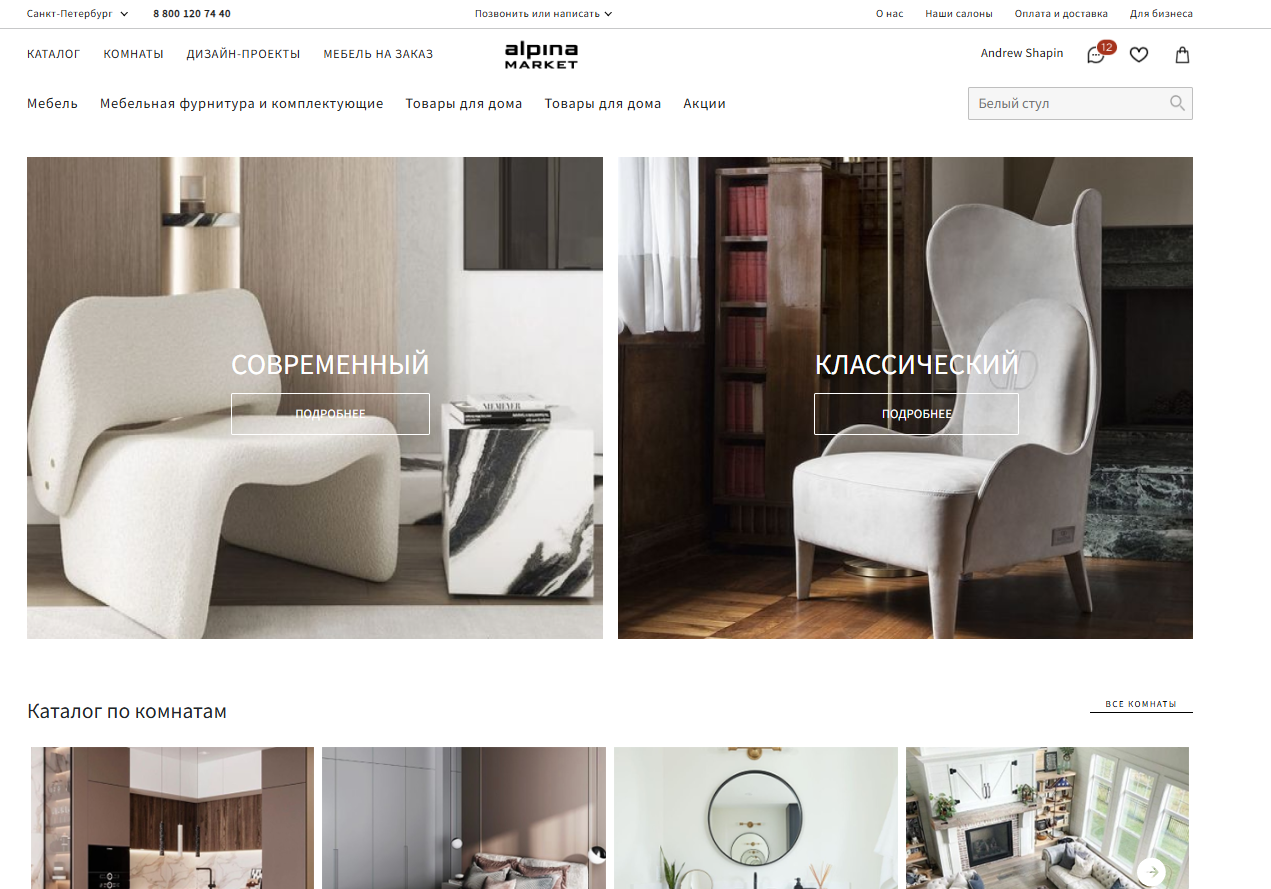 Санкт-Петербург 8 800 120 74 40 Позвонить или написать О нас Наши салоны Оплата и доставка Для бизнеса
КАТАЛОГ КОМНАТЫ ДИЗАЙН-ПРОЕКТЫ МЕБЕЛЬ НА ЗАКАЗ alpina MARKET Andrew Shapin 12
Мебель Мебельная фурнитура и комплектующие Товары для дома Товары для дома Акции Белый стул
СОВРЕМЕННЫЙ
ПОДРОБНЕЕ
NIEMEYER
КЛАССИЧЕСКИЙ
ПОДРОБНЕЕ
Каталог по комнатам ВСЕ КОМНАТЫ